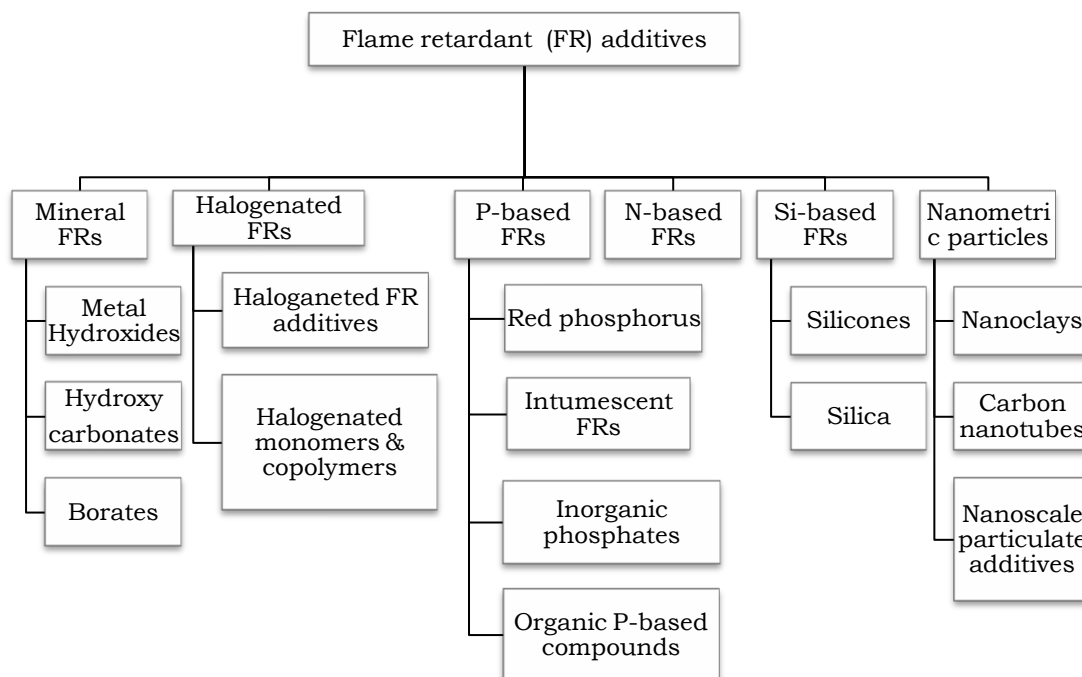 Flame retardant (FR) additives
Mineral
FRs
Halogenated
FRs
P-based
FRs
N-based
FRs
Si-based
FRs
Nanometri
c particles
Metal
Hydroxides
Hydroxy
carbonates
Borates
Haloganeted FR
additives
Halogenated
monomers &
copolymers
Red phosphorus
Intumescent
FRs
Inorganic
phosphates
Organic P-based
compounds
Silicones
Silica
Nanoclays
Carbon
nanotubes
Nanoscale
particulate
additives